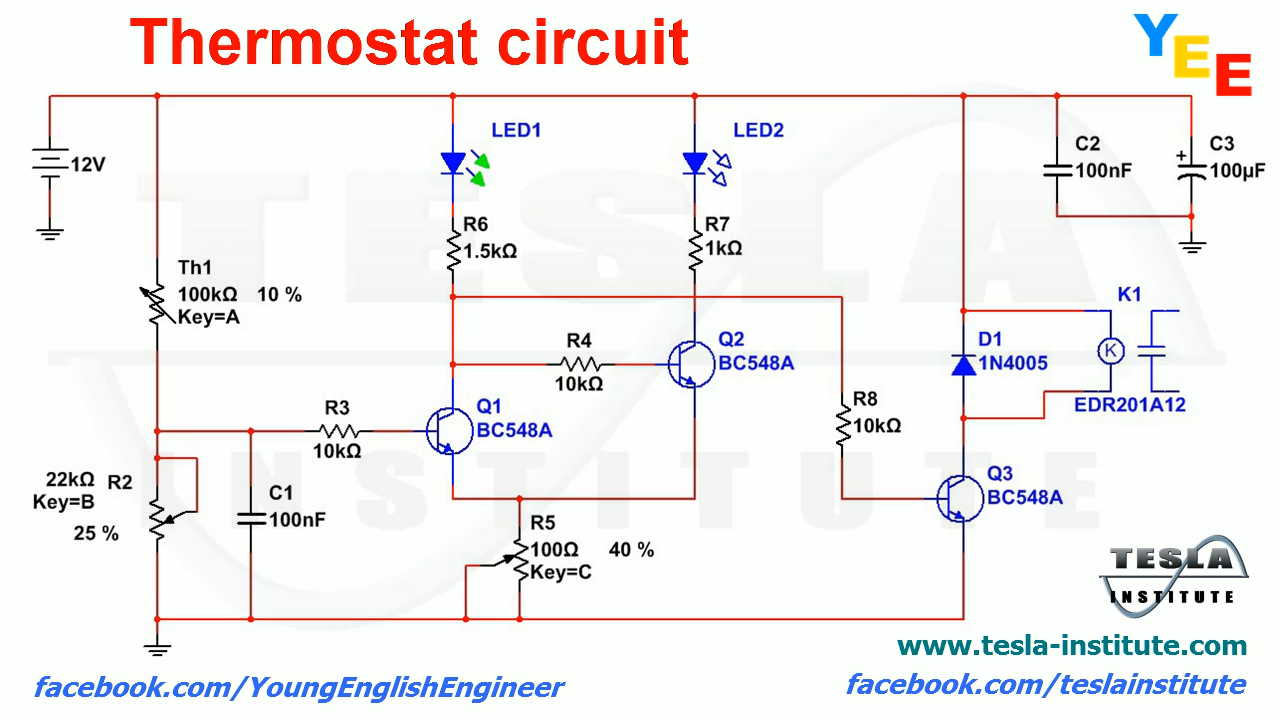 Thermostat circuit
YEE
LED1
LED2
12V
C2
100nF
C3
+
100µF
R6
1.5kΩ
R7
1kΩ
Th1
100kΩ 10 %
Key=A
K1
K
R4
10kΩ
Q2
BC548A
D1
1N4005
EDR201A12
R3
10kΩ
Q1
BC548A
R8
10kΩ
22kΩ R2
Key=B
25 %
C1
100nF
Q3
BC548A
R5
100Ω 40 %
Key=C
TESLA
INSTITUTE
TESLA
INSTITUTE
www.tesla-institute.com
facebook.com/YoungEnglishEngineer
facebook.com/teslainstitute